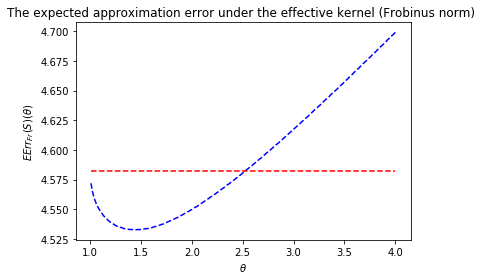 The expected approximation error under the effective kernel (Frobinus norm)
EErr_{Fr}(S)(θ)
4.700
4.675
4.650
4.625
4.600
4.575
4.550
4.525
1.0 1.5 2.0 2.5 3.0 3.5 4.0
θ